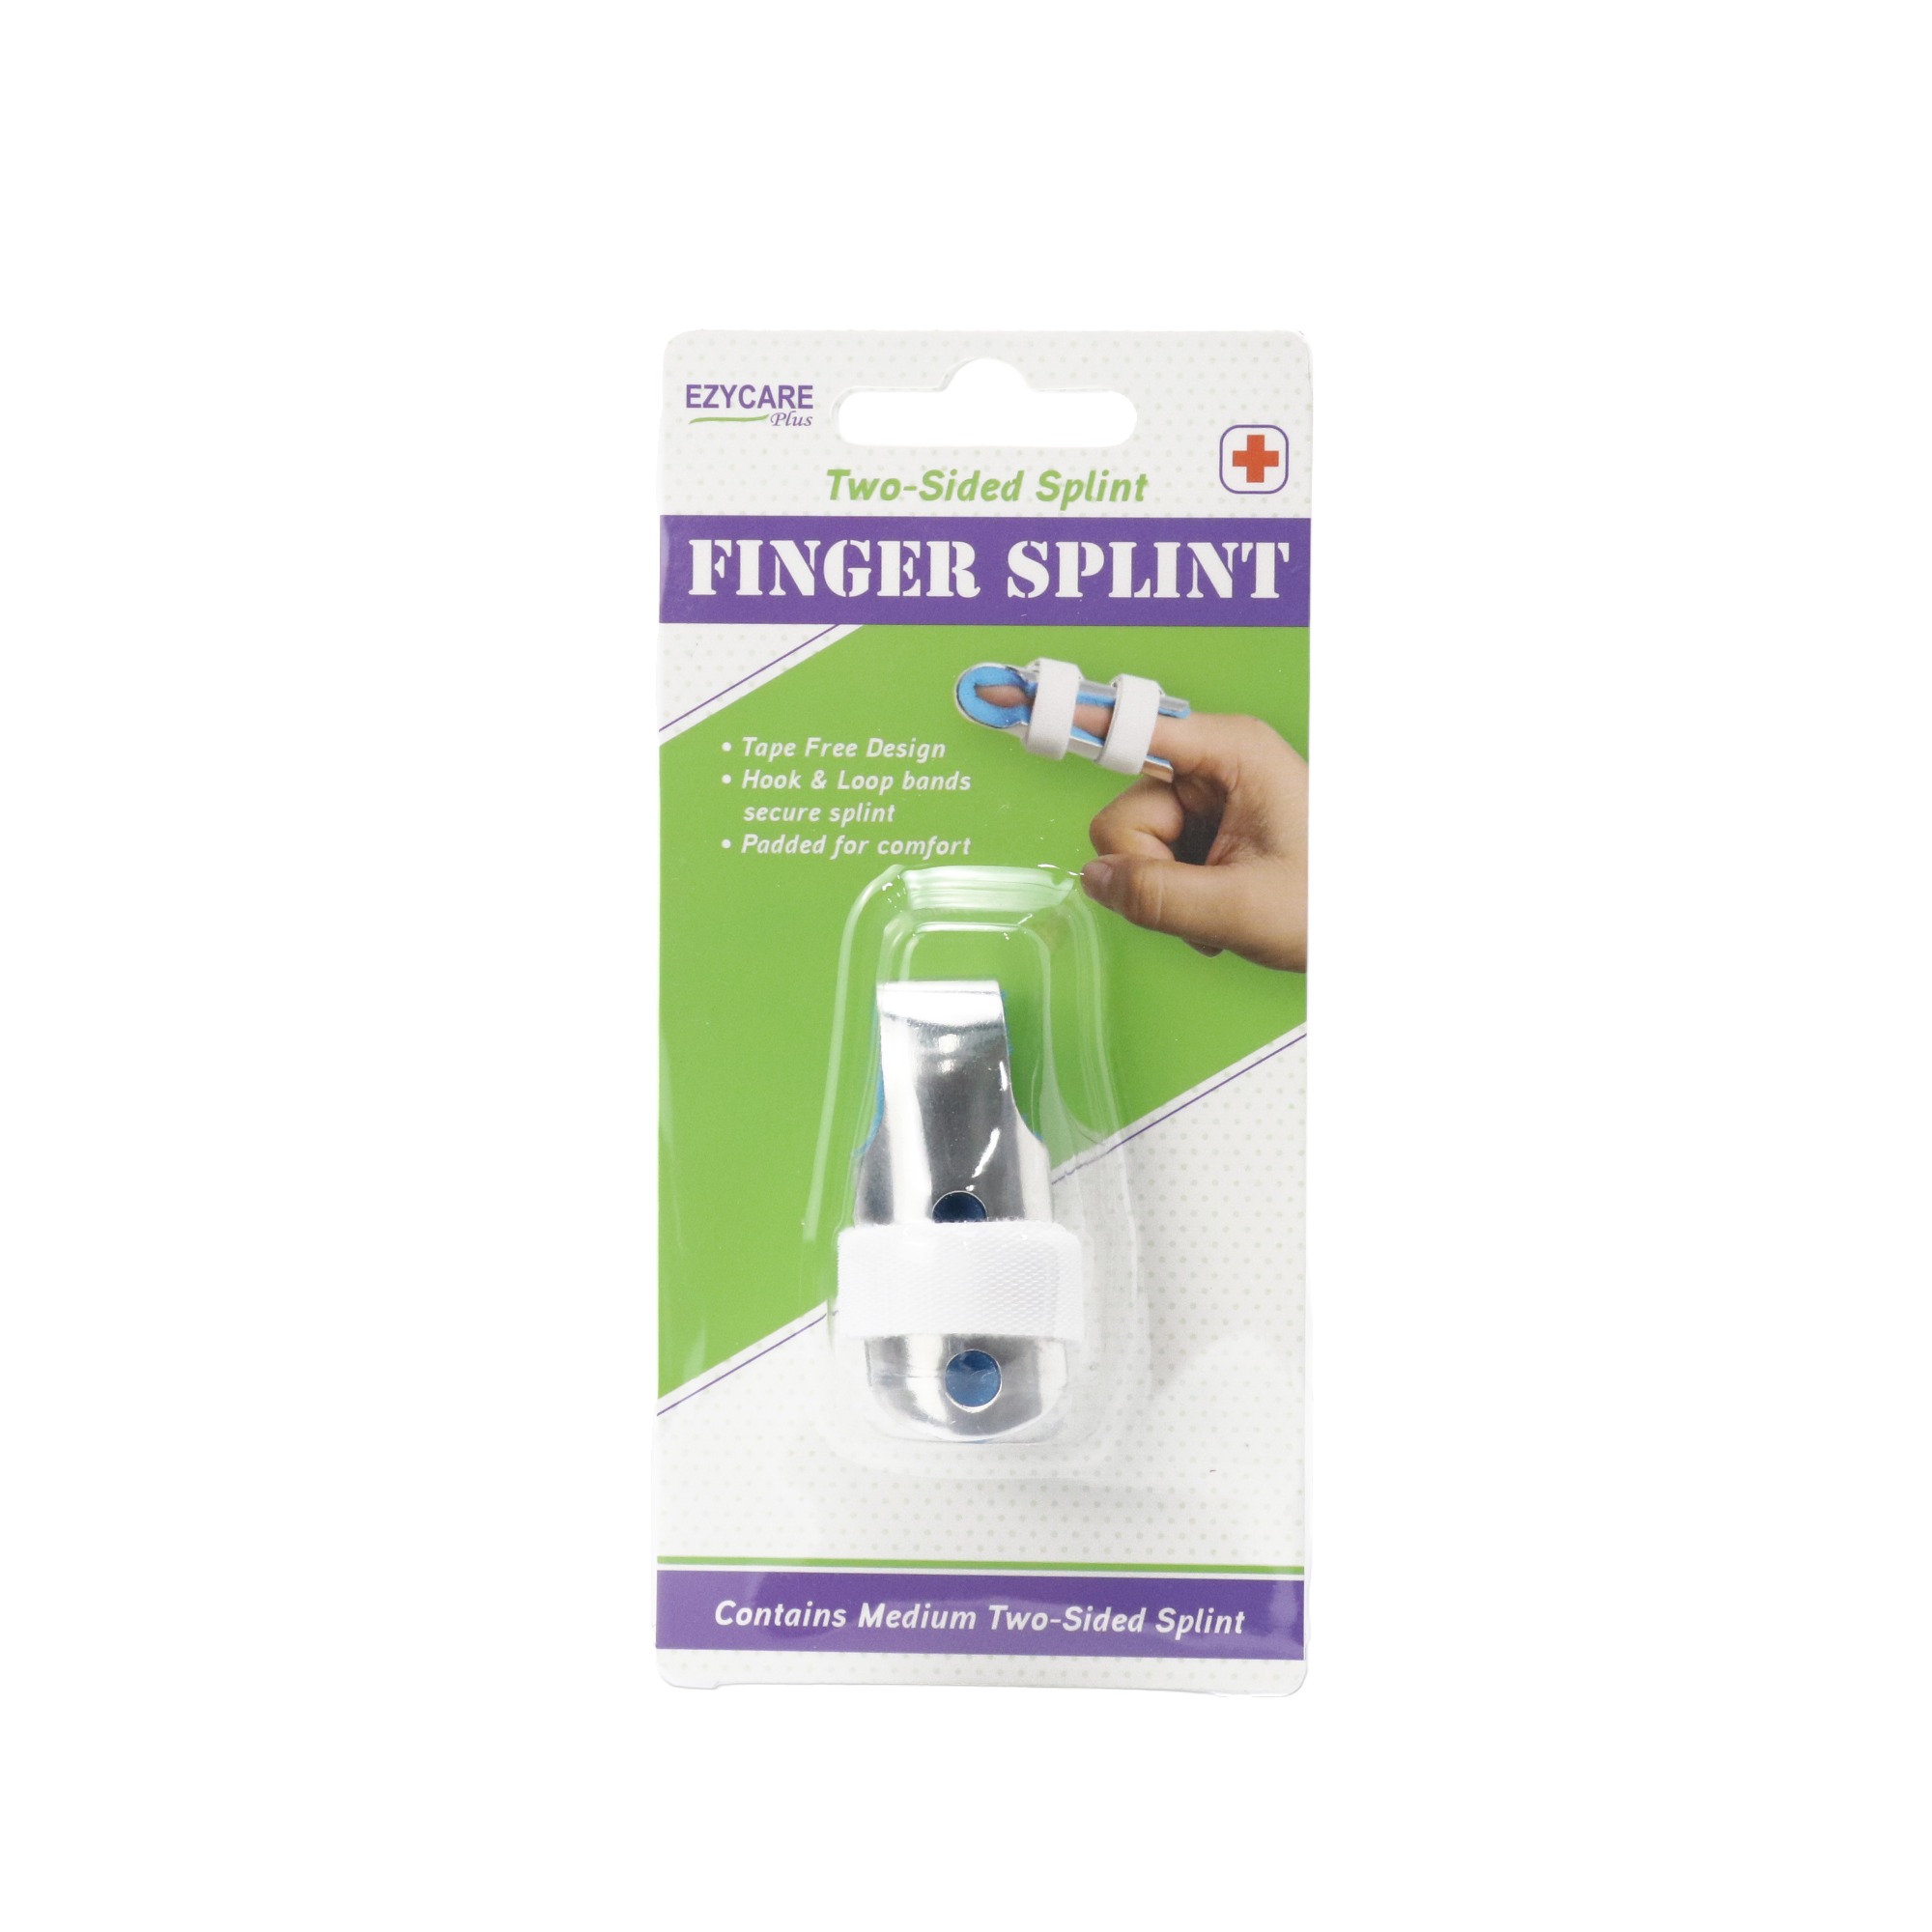 EZYCARE
Plus
Two-Sided Splint
FINGER SPLINT
• Tape Free Design
• Hook & Loop bands
secure splint
• Padded for comfort
Contains Medium Two-Sided Splint